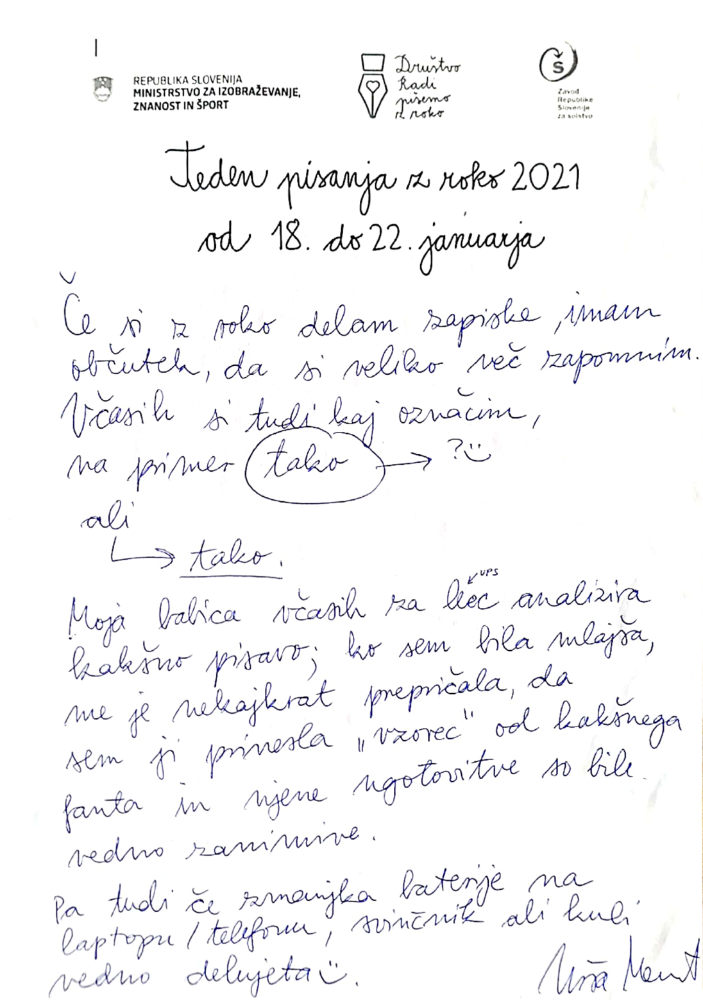 REPUBLIKA SLOVENIJA
MINISTRSTVO ZA IZOBRAŽEVANJE,
ZNANOST IN ŠPORT
Društvo
Radi
pišemo
z roko
Š
Zavod
Republike
Slovenije
za šolstvo
Teden pisanja z roko 2021
od 18. do 22. januarja
Če si z roko delam zapiske, imam
občutek, da si veliko več zapomnim.
Včasih si tudi kaj označim,
na primer tako → ?
ali
↳ tako.
↙ UPS
Moja babica včasih za hec analizira
kakšno pisavo; ko sem bila mlajša,
me je nekajkrat prepričala, da
sem ji prinesla „vzorec" od kakšnega
fanta in njene ugotovitve so bile
vedno zanimive.
Pa tudi če zmanjka baterije na
laptopu / telefonu, svinčnik ali kuli
vedno delujeta.